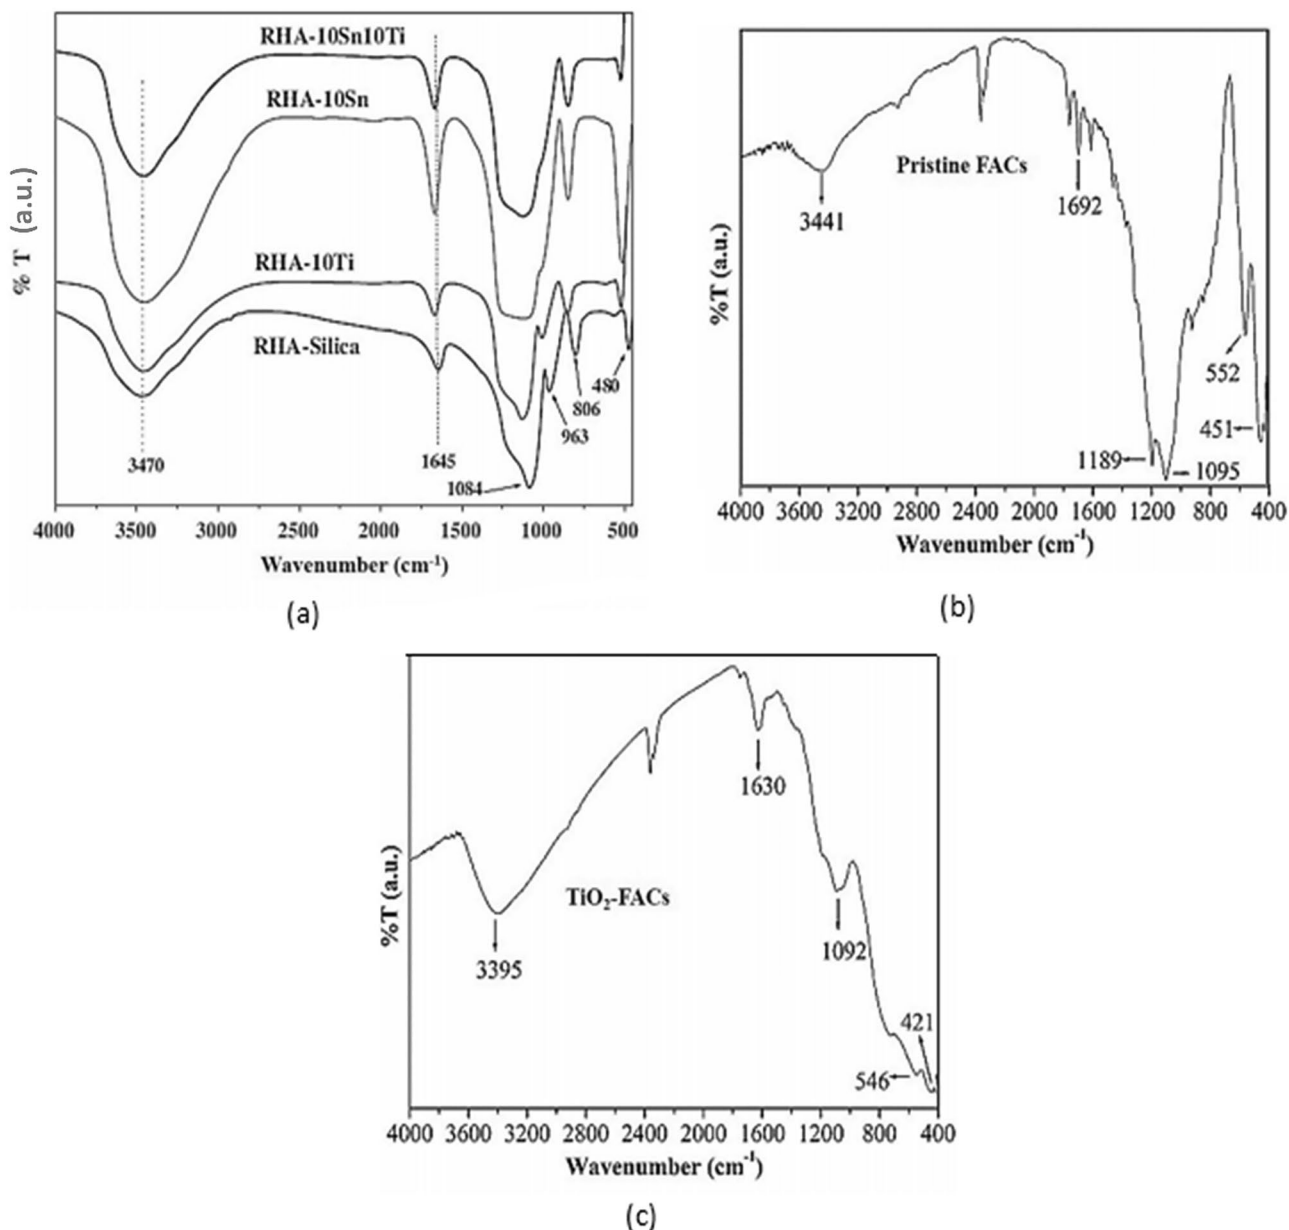 RHA-10Sn10Ti
RHA-10Sn
RHA-10Ti
RHA-Silica
% T (a.u.)
3470
1645
1084
963
806
480
4000 3500 3000 2500 2000 1500 1000 500
Wavenumber (cm-1)
(a)
Pristine FACs
%T (a.u.)
3441
1692
1189
1095
552
451
4000 3600 3200 2800 2400 2000 1600 1200 800 400
Wavenumber (cm-1)
(b)
TiO2-FACs
%T (a.u.)
3395
1630
1092
546
421
4000 3600 3200 2800 2400 2000 1600 1200 800 400
Wavenumber (cm-1)
(c)